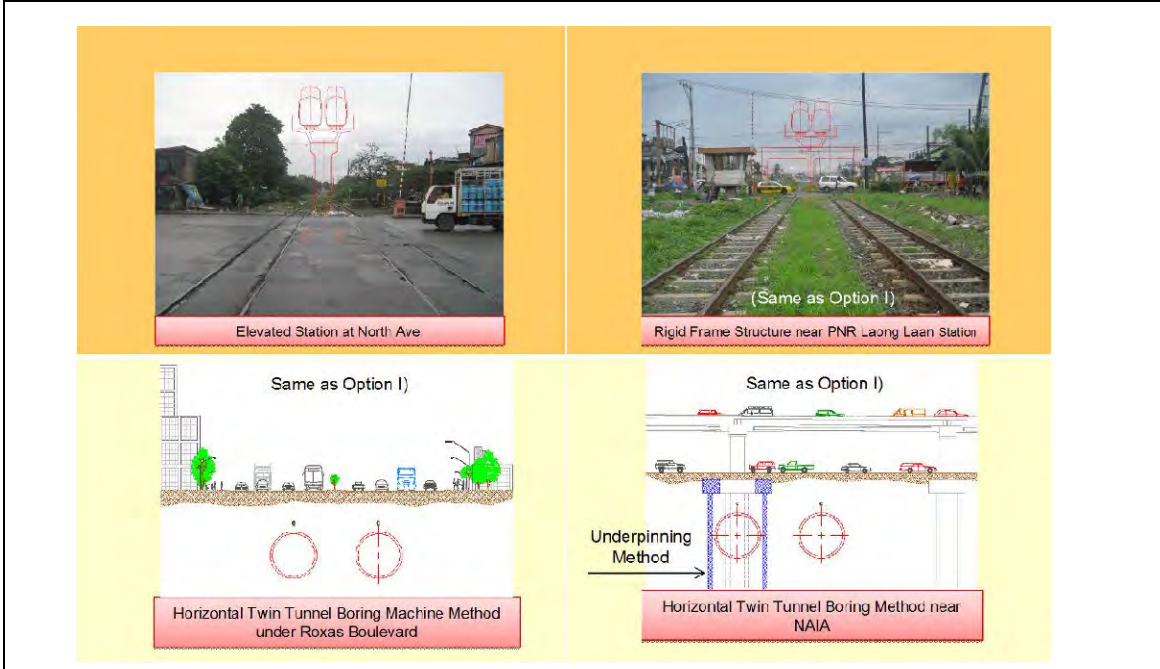 (Same as Option I)
Elevated Station at North Ave
Rigid Frame Structure near PNR Laong Laan Station
Same as Option I)
Same as Option I)
Underpinning
Method
Horizontal Twin Tunnel Boring Machine Method
under Roxas Boulevard
Horizontal Twin Tunnel Boring Method near
NAIA